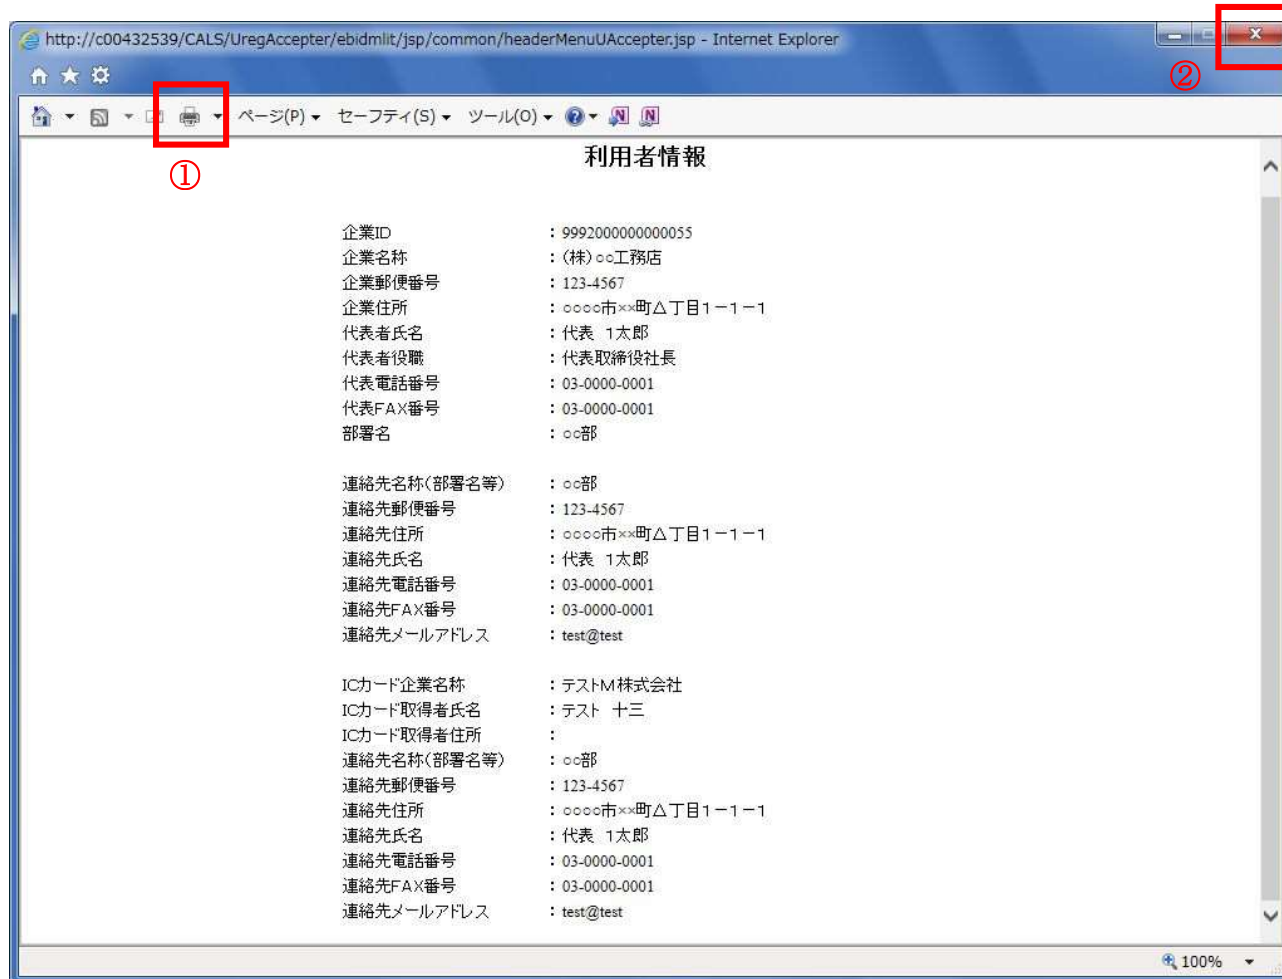 http://c00432539/CALS/UregAccepter/ebidmlit/jsp/common/headerMenuUAccepter.jsp - Internet Explorer
②
ページ(P) セーフティ(S) ツール(O)
①
利用者情報
企業ID : 9992000000000055
企業名称 : (株)○○工務店
企業郵便番号 : 123-4567
企業住所 : ○○○○市××町△丁目1-1-1
代表者氏名 : 代表 1太郎
代表者役職 : 代表取締役社長
代表電話番号 : 03-0000-0001
代表FAX番号 : 03-0000-0001
部署名 : ○○部
連絡先名称(部署名等) : ○○部
連絡先郵便番号 : 123-4567
連絡先住所 : ○○○○市××町△丁目1-1-1
連絡先氏名 : 代表 1太郎
連絡先電話番号 : 03-0000-0001
連絡先FAX番号 : 03-0000-0001
連絡先メールアドレス : test@test
ICカード企業名称 : テストM株式会社
ICカード取得者氏名 : テスト 十三
ICカード取得者住所 :
連絡先名称(部署名等) : ○○部
連絡先郵便番号 : 123-4567
連絡先住所 : ○○○○市××町△丁目1-1-1
連絡先氏名 : 代表 1太郎
連絡先電話番号 : 03-0000-0001
連絡先FAX番号 : 03-0000-0001
連絡先メールアドレス : test@test
100%